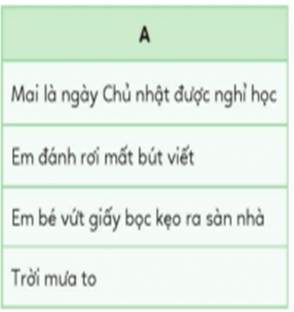 A
Mai là ngày Chủ nhật được nghỉ học
Em đánh rơi mất bút viết
Em bé vứt giấy bọc kẹo ra sàn nhà
Trời mưa to